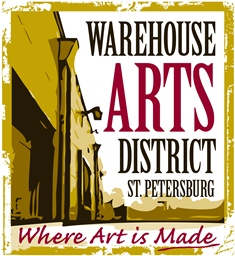 WAREHOUSE
ARTS
DISTRICT
ST. PETERSBURG
Where Art is Made